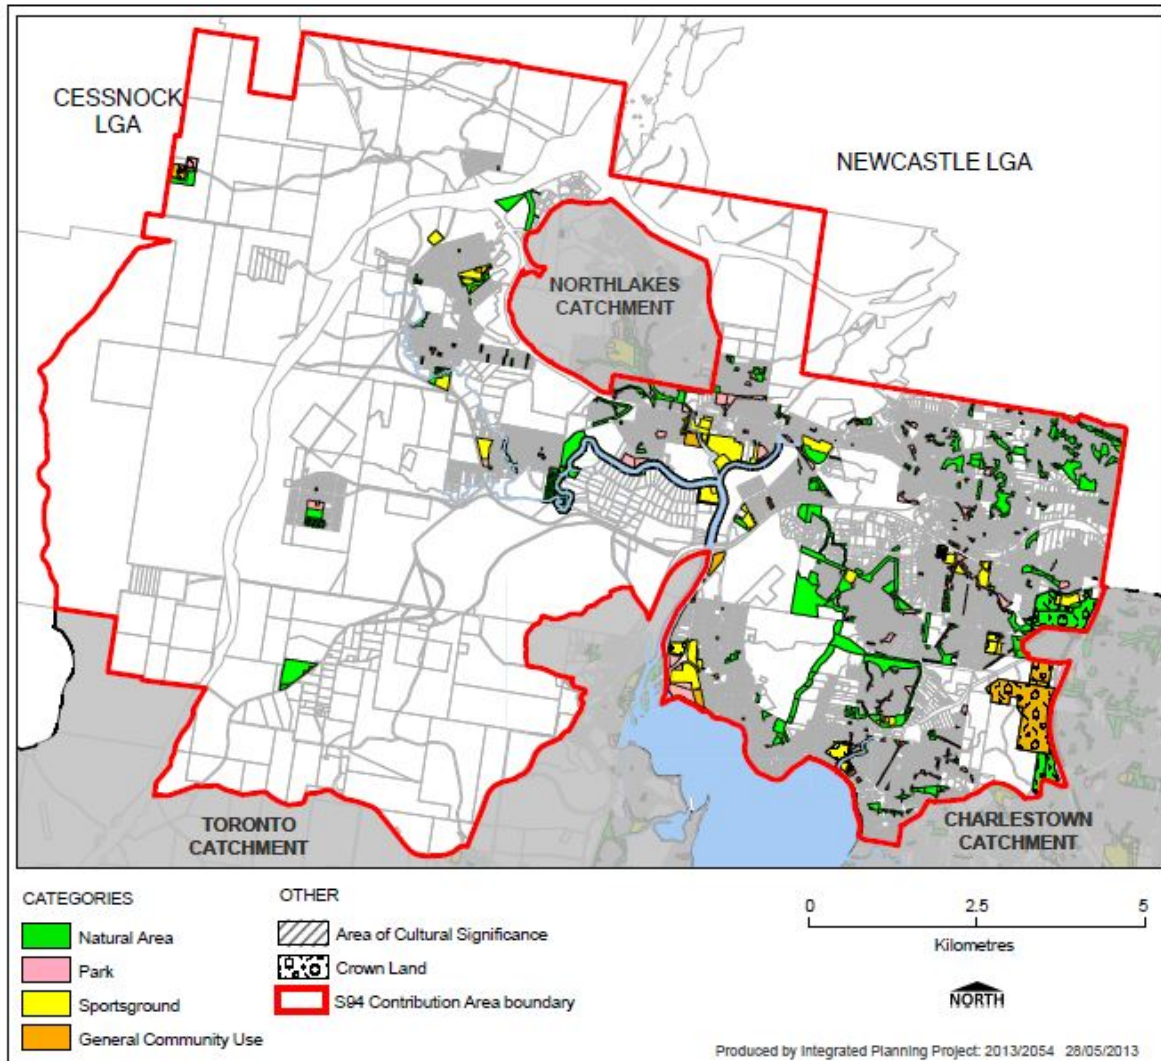 CESSNOCK
LGA
NEWCASTLE LGA
NORTHLAKES
CATCHMENT
TORONTO
CATCHMENT
CHARLESTOWN
CATCHMENT
CATEGORIES
Natural Area
Park
Sportsground
General Community Use
OTHER
Area of Cultural Significance
Crown Land
S94 Contribution Area boundary
0 2.5 5
Kilometres
NORTH
Produced by Integrated Planning Project: 2013/2054 28/05/2013